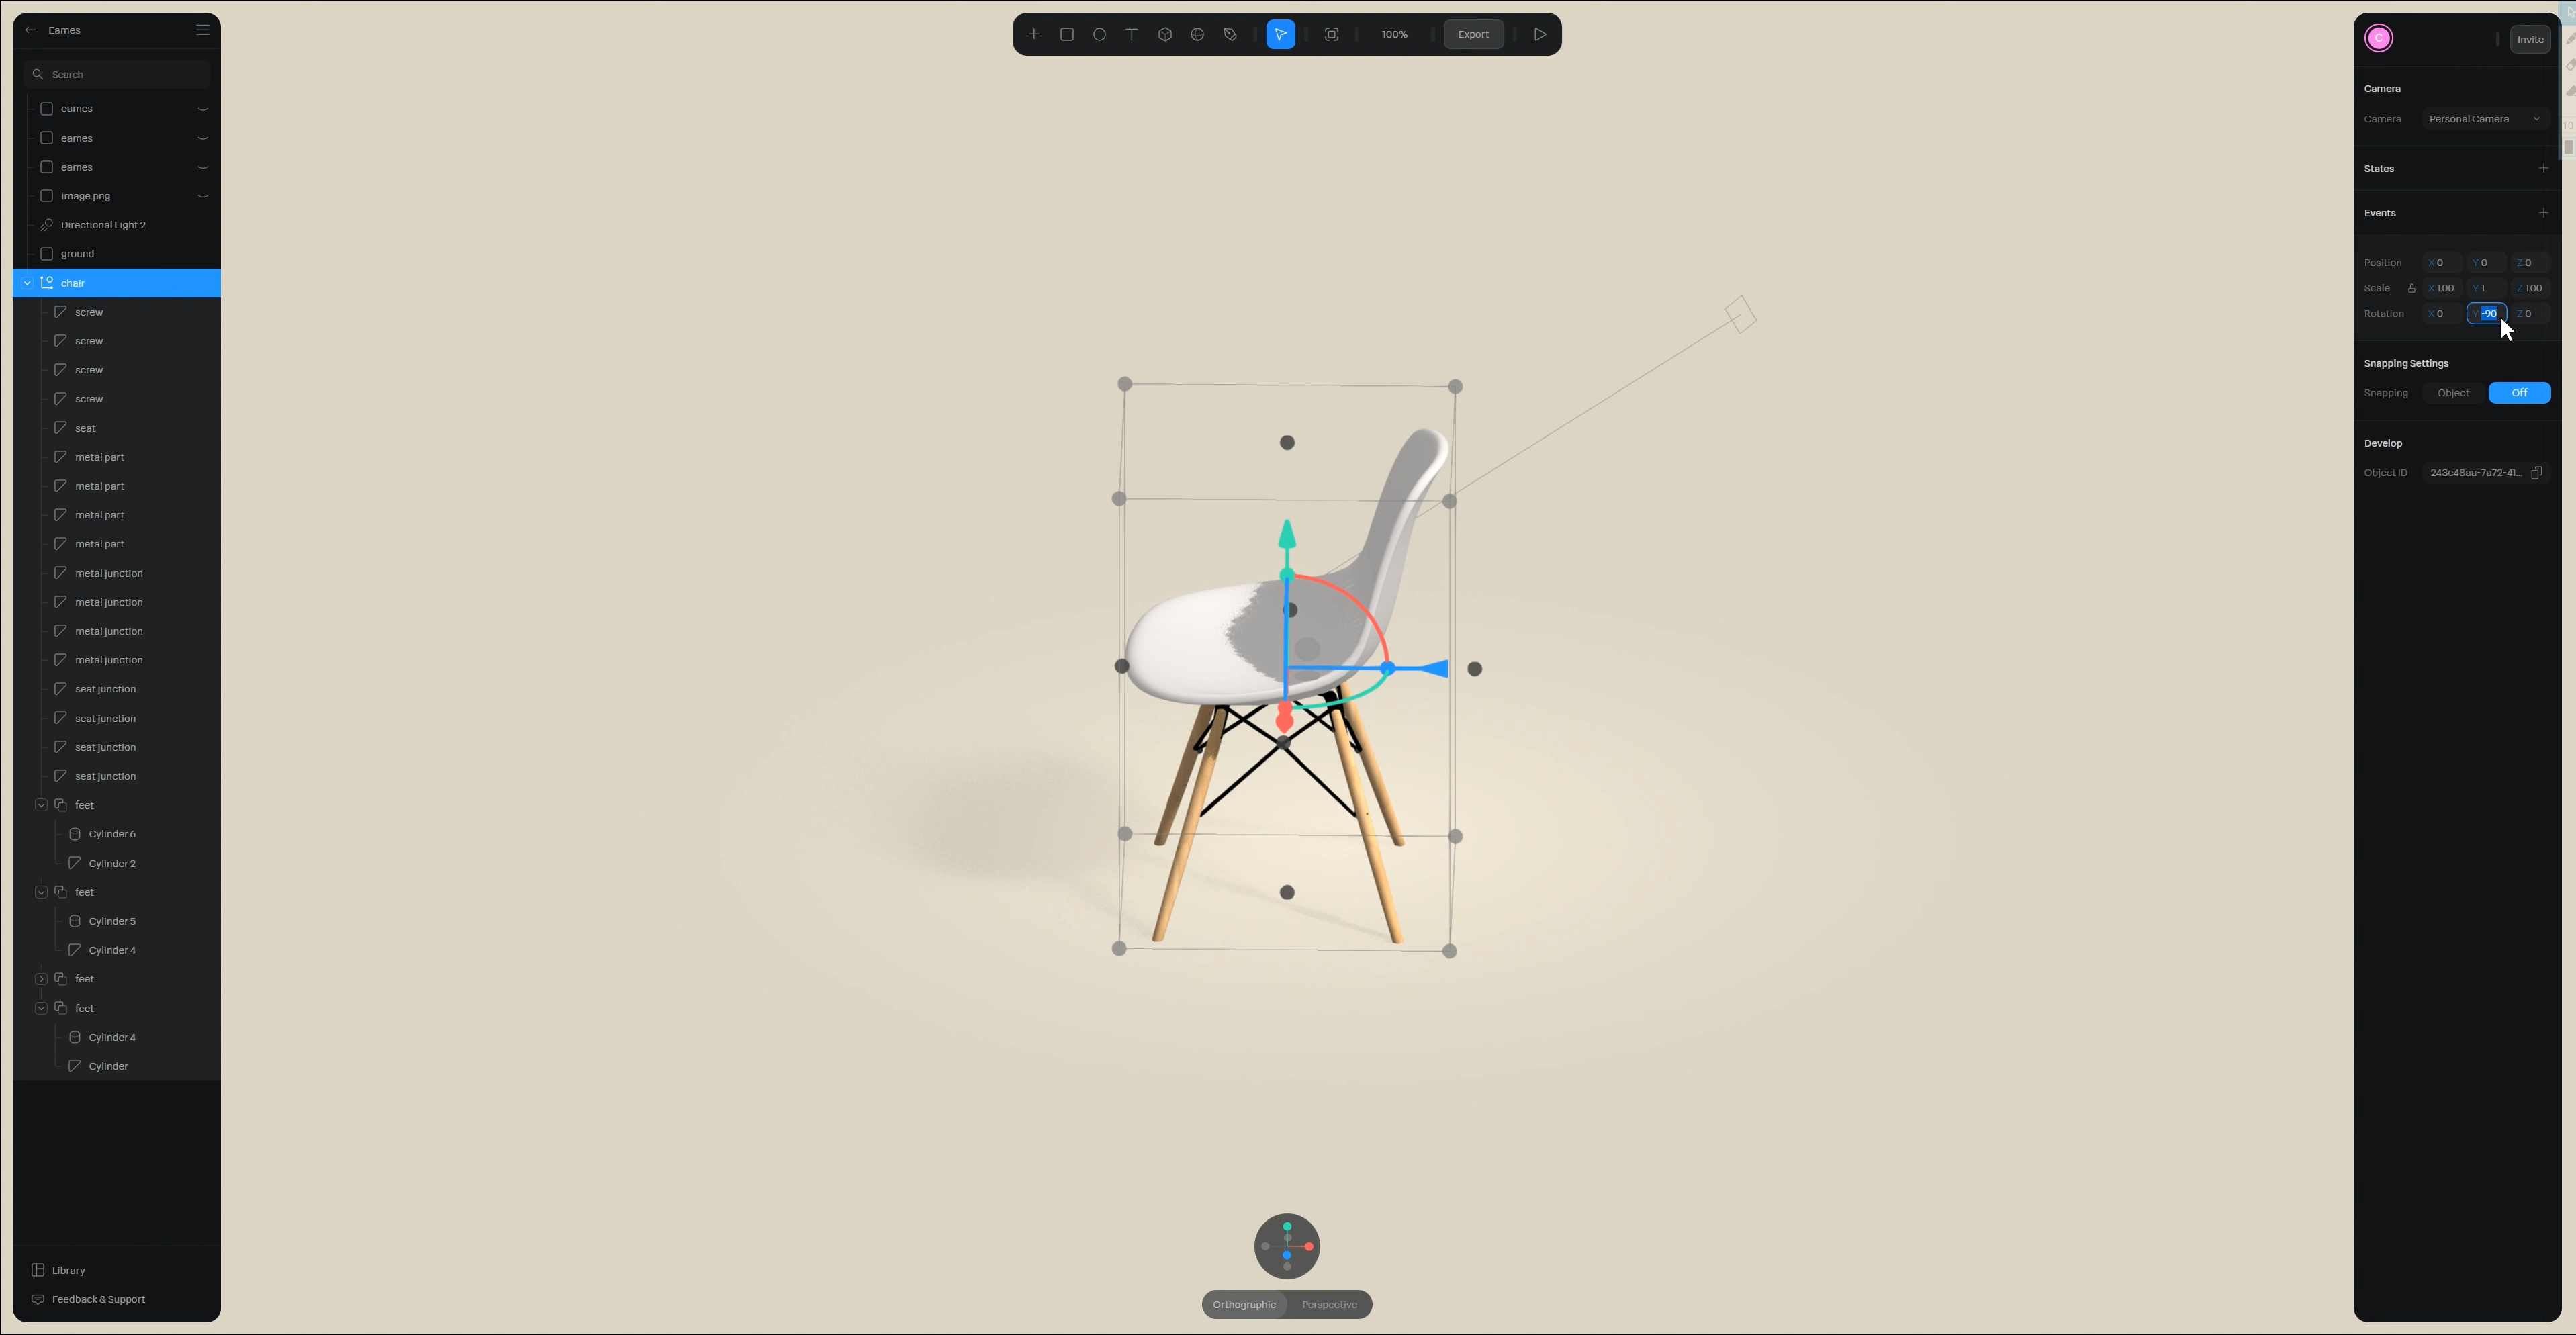 Eames
Search
eames
eames
eames
image.png
Directional Light 2
ground
chair
screw
screw
screw
screw
seat
metal part
metal part
metal part
metal part
metal junction
metal junction
metal junction
metal junction
seat junction
seat junction
seat junction
seat junction
feet
Cylinder 6
Cylinder 2
feet
Cylinder 5
Cylinder 4
feet
feet
Cylinder 4
Cylinder
Library
Feedback & Support
100%
Export
Orthographic
Perspective
C
Invite
Camera
Camera Personal Camera
States
Events
Position X 0 Y 0 Z 0
Scale X 1.00 Y 1 Z 1.00
Rotation X 0 Y -90 Z 0
Snapping Settings
Snapping Object Off
Develop
Object ID 243c48aa-7a72-41...
10